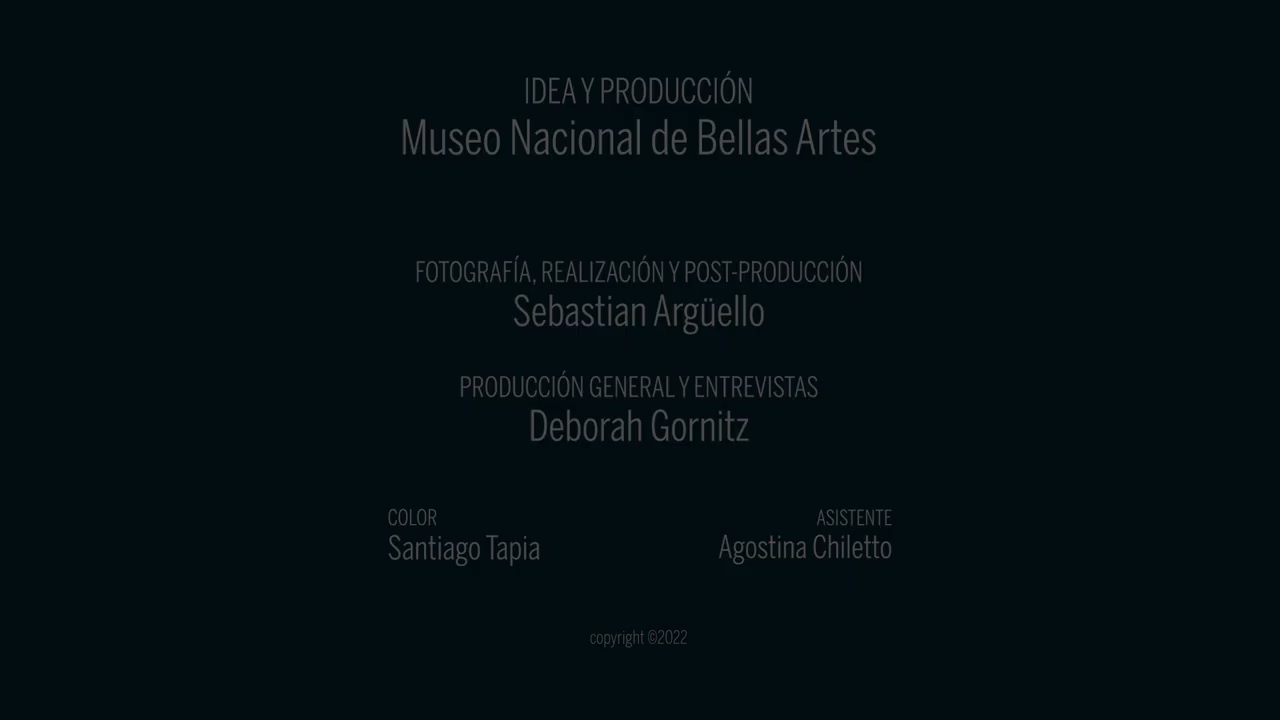 IDEA Y PRODUCCIÓN
Museo Nacional de Bellas Artes
FOTOGRAFÍA, REALIZACIÓN Y POST-PRODUCCIÓN
Sebastian Argüello
PRODUCCIÓN GENERAL Y ENTREVISTAS
Deborah Gornitz
COLOR
Santiago Tapia
ASISTENTE
Agostina Chiletto
copyright ©2022